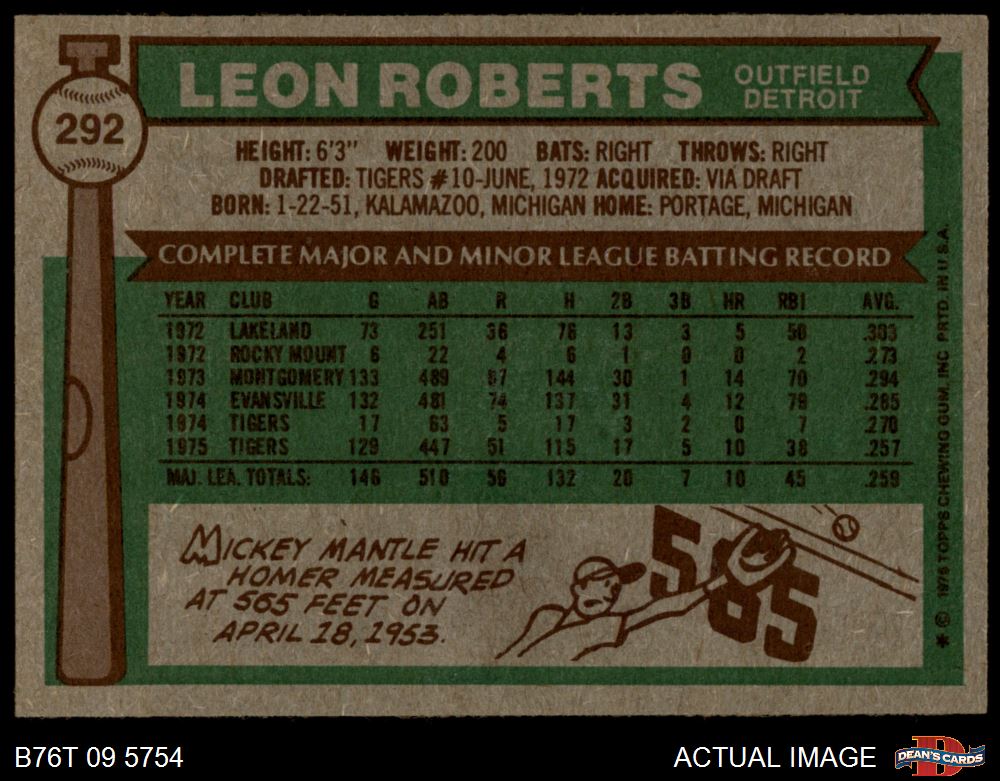 292
LEON ROBERTS
OUTFIELD
DETROIT
HEIGHT: 6'3" WEIGHT: 200 BATS: RIGHT THROWS: RIGHT
DRAFTED: TIGERS #10-JUNE, 1972 ACQUIRED: VIA DRAFT
BORN: 1-22-51, KALAMAZOO, MICHIGAN HOME: PORTAGE, MICHIGAN
COMPLETE MAJOR AND MINOR LEAGUE BATTING RECORD
YEAR CLUB G AB R H 2B 3B HR RBI AVG.
1972 LAKELAND 73 251 36 76 13 3 5 50 .303
1972 ROCKY MOUNT 6 22 4 6 1 0 0 2 .273
1973 MONTGOMERY 133 489 67 144 30 1 14 70 .294
1974 EVANSVILLE 132 481 74 137 31 4 12 79 .285
1974 TIGERS 17 63 5 17 3 2 0 7 .270
1975 TIGERS 129 447 51 115 17 5 10 38 .257
MAJ. LEA. TOTALS: 146 510 56 132 20 7 10 45 .259
MICKEY MANTLE HIT A
HOMER MEASURED
AT 565 FEET ON
APRIL 18, 1953.
565
* © 1976 TOPPS CHEWING GUM, INC. PRTD. IN U.S.A.
B76T 09 5754
ACTUAL IMAGE
D
DEAN'S CARDS